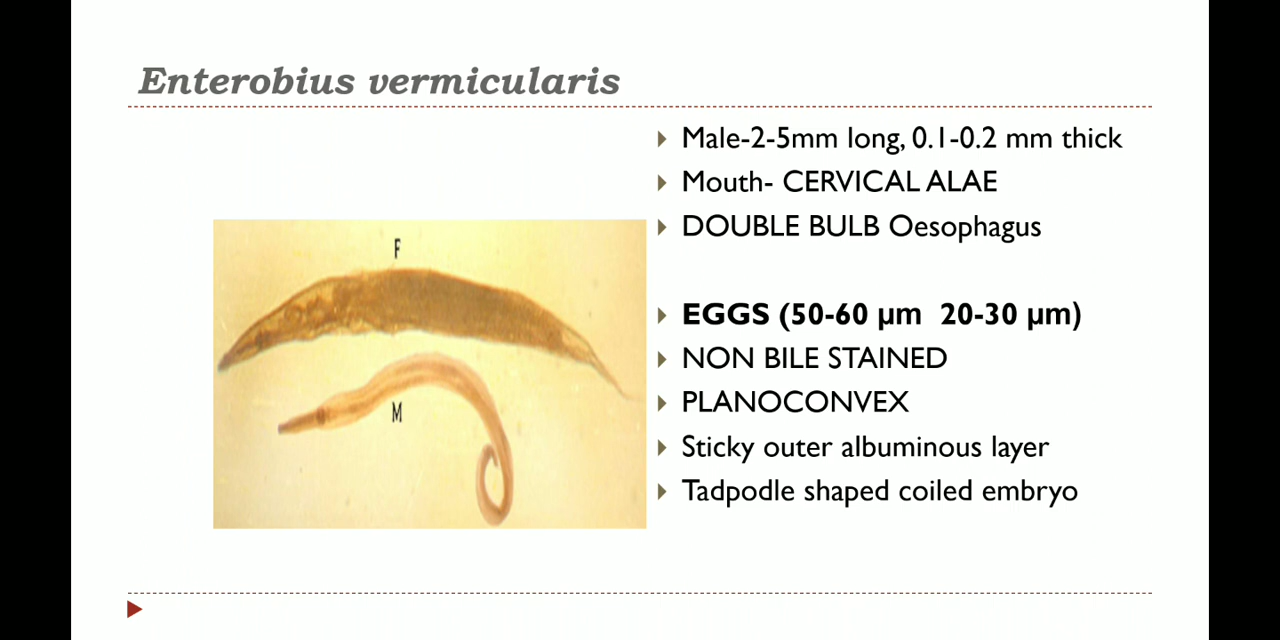 Enterobius vermicularis
Male-2-5mm long, 0.1-0.2 mm thick
Mouth- CERVICAL ALAE
DOUBLE BULB Oesophagus
EGGS (50-60 µm 20-30 µm)
NON BILE STAINED
PLANOCONVEX
Sticky outer albuminous layer
Tadpodle shaped coiled embryo
F
M